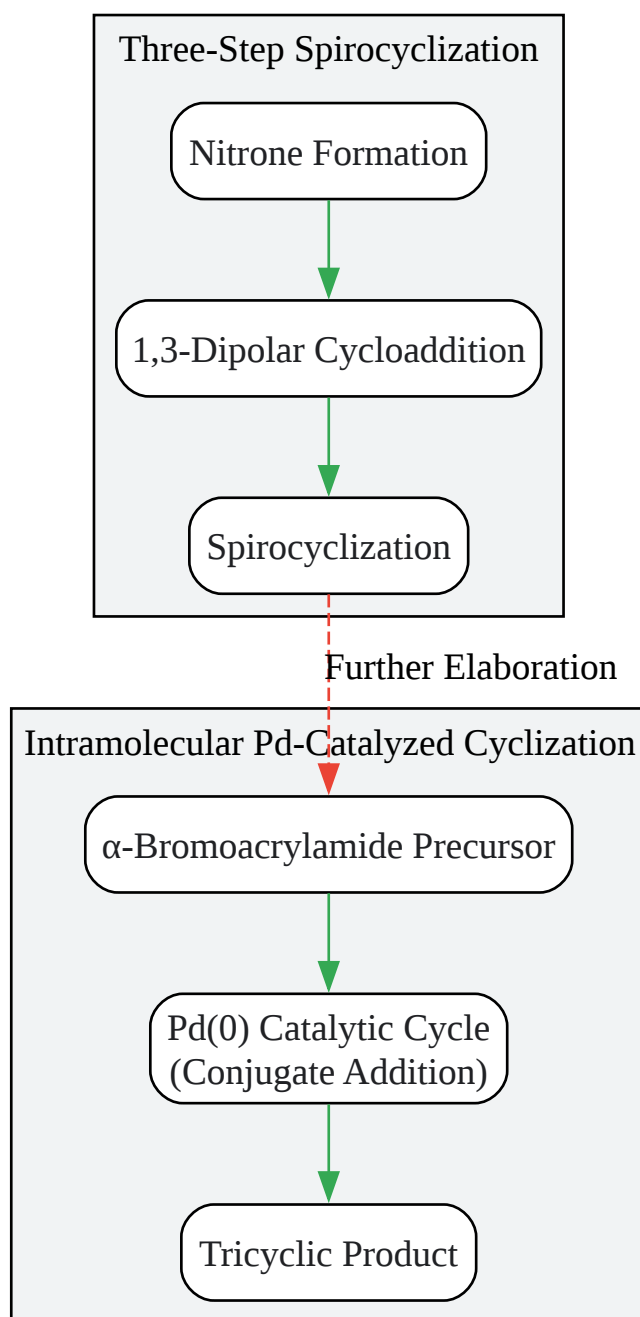 Three-Step Spirocyclization
Nitrone Formation
1,3-Dipolar Cycloaddition
Spirocyclization
Further Elaboration
Intramolecular Pd-Catalyzed Cyclization
α-Bromoacrylamide Precursor
Pd(0) Catalytic Cycle
(Conjugate Addition)
Tricyclic Product